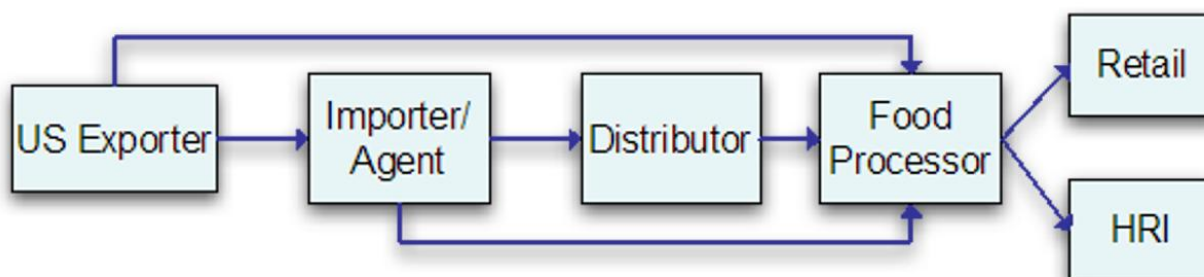 US Exporter
Importer/
Agent
Distributor
Food
Processor
Retail
HRI